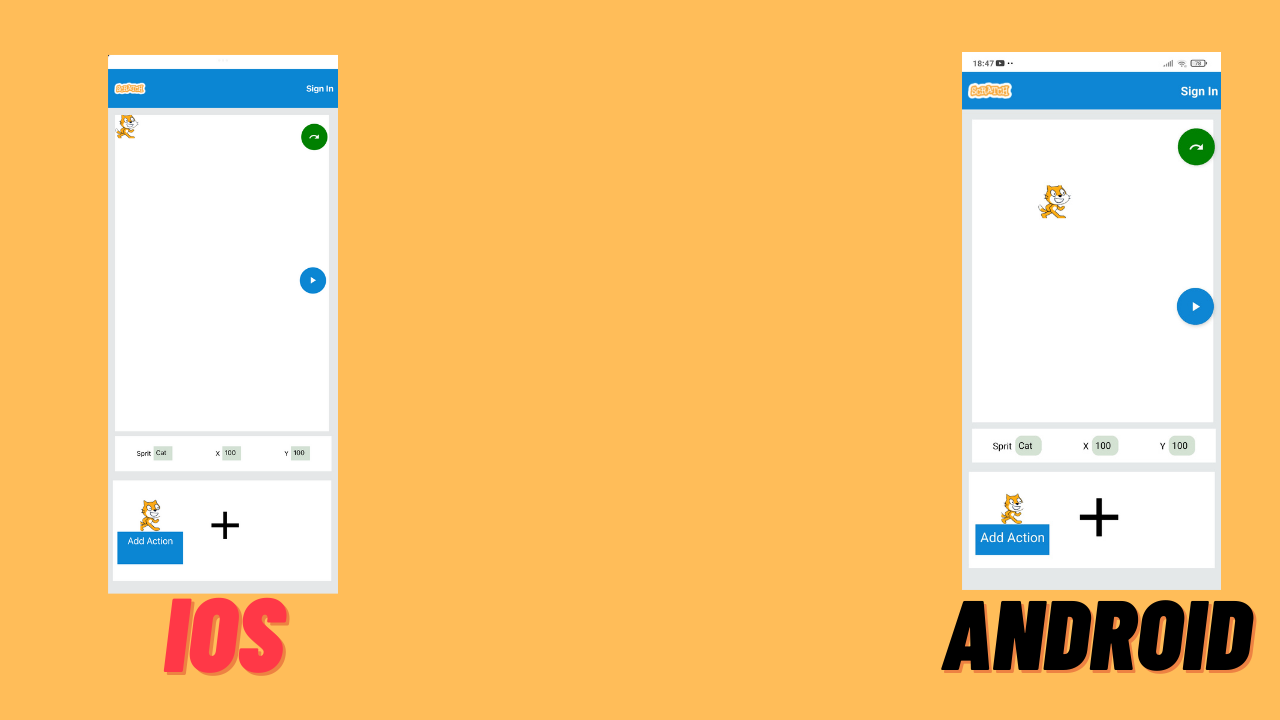 SCRATCH
Sign In
Sprit Cat X 100 Y 100
Add Action
IOS
18:47 78
SCRATCH
Sign In
Sprit Cat X 100 Y 100
Add Action
ANDROID